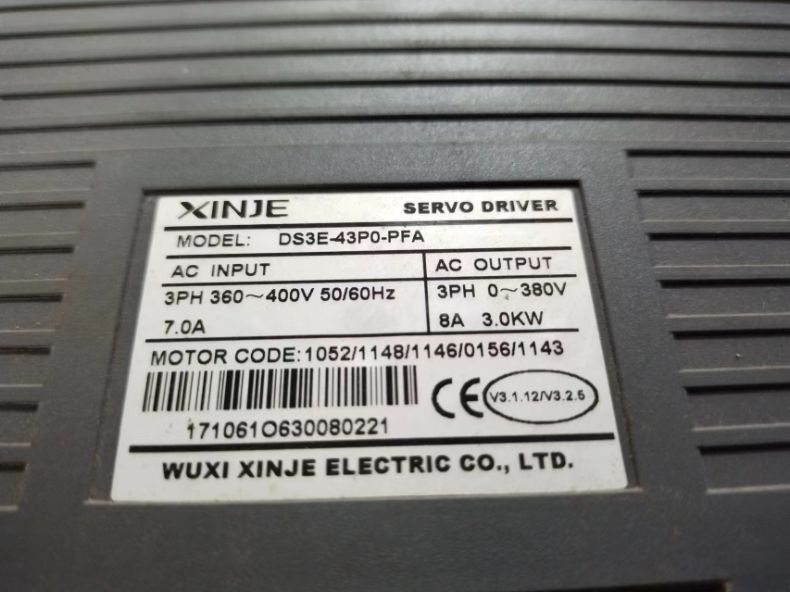 XINJE SERVO DRIVER
MODEL: DS3E-43P0-PFA
AC INPUT AC OUTPUT
3PH 360~400V 50/60Hz 3PH 0~380V
7.0A 8A 3.0KW
MOTOR CODE:1052/1148/1146/0156/1143
CE V3.1.12/V3.2.5
171061O630080221
WUXI XINJE ELECTRIC CO., LTD.